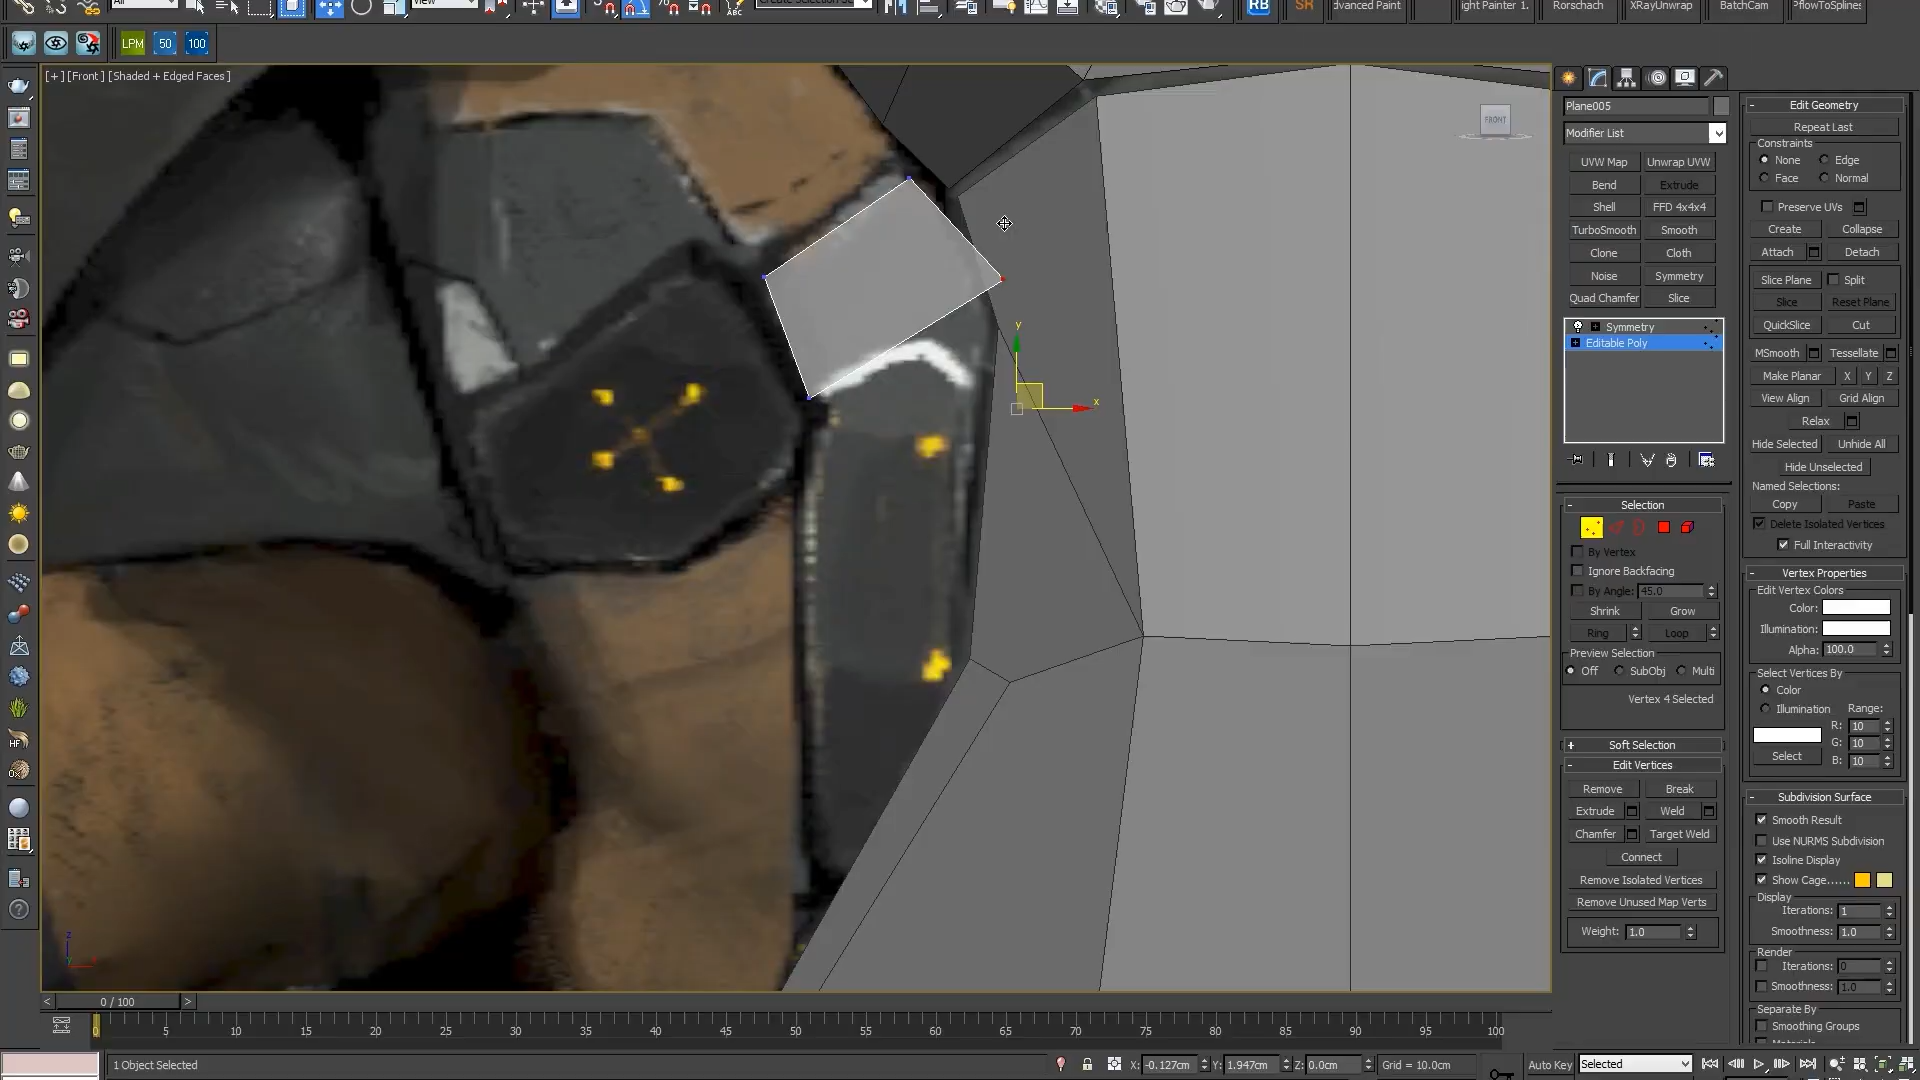 All
View
Create Selection Se
RB
SR
dvanced Paint
ight Painter 1.
Rorschach
XRayUnwrap
BatchCam
?flowToSplines
LPM
50
100
[+] [Front] [Shaded + Edged Faces]
FRONT
y
x
z
Plane005
Modifier List
UVW Map
Unwrap UVW
Bend
Extrude
Shell
FFD 4x4x4
TurboSmooth
Smooth
Clone
Cloth
Noise
Symmetry
Quad Chamfer
Slice
Symmetry
Editable Poly
Selection
By Vertex
Ignore Backfacing
By Angle: 45.0
Shrink
Grow
Ring
Loop
Preview Selection
Off
SubObj
Multi
Vertex 4 Selected
Soft Selection
Edit Vertices
Remove
Break
Extrude
Weld
Chamfer
Target Weld
Connect
Remove Isolated Vertices
Remove Unused Map Verts
Weight: 1.0
Edit Geometry
Repeat Last
Constraints
None
Edge
Face
Normal
Preserve UVs
Create
Collapse
Attach
Detach
Slice Plane
Split
Slice
Reset Plane
QuickSlice
Cut
MSmooth
Tessellate
Make Planar
X
Y
Z
View Align
Grid Align
Relax
Hide Selected
Unhide All
Hide Unselected
Named Selections:
Copy
Paste
Delete Isolated Vertices
Full Interactivity
Vertex Properties
Edit Vertex Colors
Color:
Illumination:
Alpha: 100.0
Select Vertices By
Color
Illumination
Range:
R: 10
G: 10
B: 10
Select
Subdivision Surface
Smooth Result
Use NURMS Subdivision
Isoline Display
Show Cage......
Display
Iterations: 1
Smoothness: 1.0
Render
Iterations: 0
Smoothness: 1.0
Separate By
Smoothing Groups
Materials
HF
< 0 / 100 >
0 5 10 15 20 25 30 35 40 45 50 55 60 65 70 75 80 85 90 95 100
1 Object Selected
X: -0.127cm
Y: 1.947cm
Z: 0.0cm
Grid = 10.0cm
Auto Key
Selected